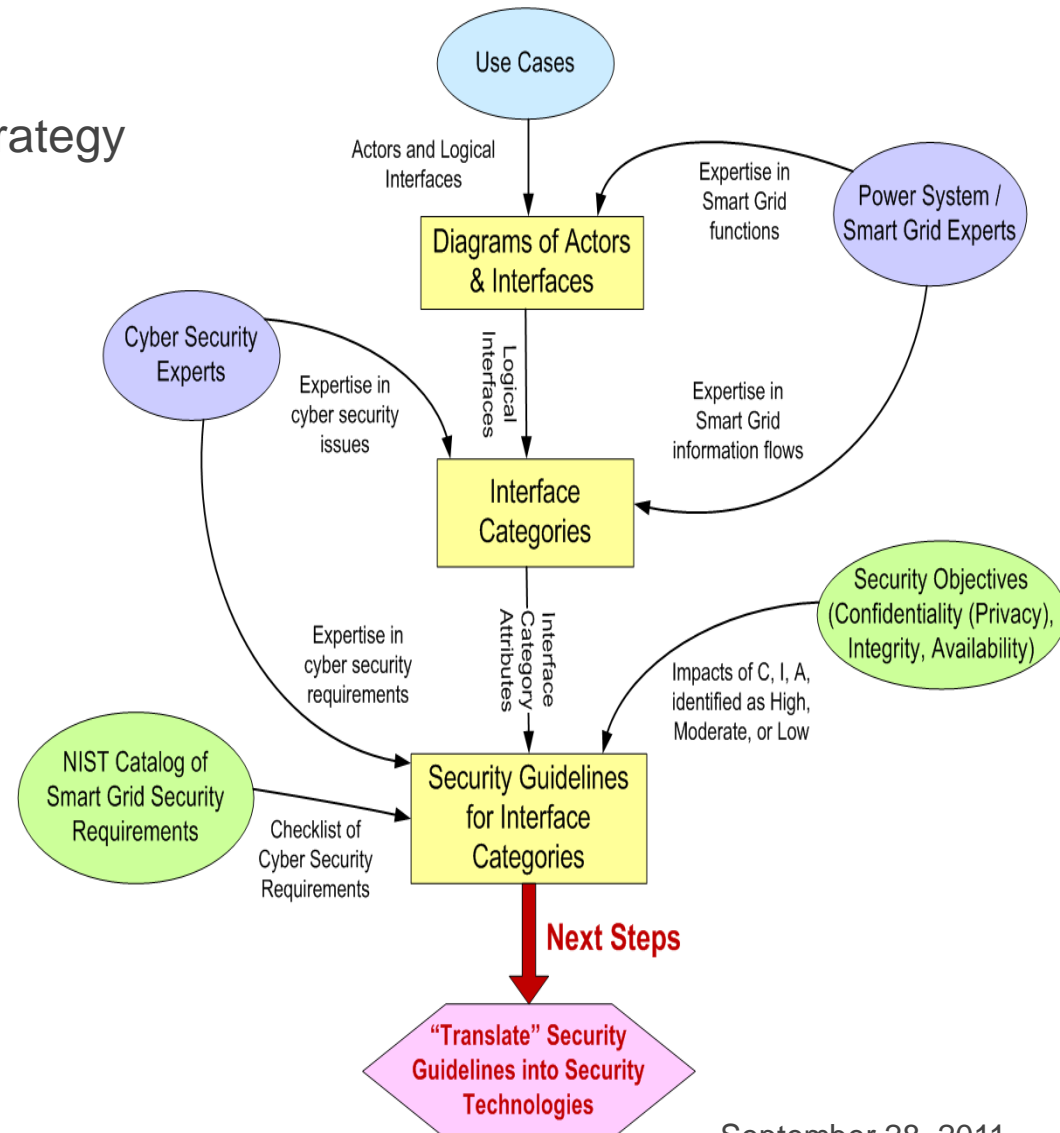 Use Cases
rategy
Actors and Logical
Interfaces
Expertise in
Smart Grid
functions
Power System /
Smart Grid Experts
Diagrams of Actors
& Interfaces
Cyber Security
Experts
Logical
Interfaces
Expertise in
cyber security
issues
Expertise in
Smart Grid
information flows
Interface
Categories
Security Objectives
(Confidentiality (Privacy),
Integrity, Availability)
Interface
Category
Attributes
Expertise in
cyber security
requirements
Impacts of C, I, A,
identified as High,
Moderate, or Low
NIST Catalog of
Smart Grid Security
Requirements
Security Guidelines
for Interface
Categories
Checklist of
Cyber Security
Requirements
Next Steps
“Translate” Security
Guidelines into Security
Technologies
September 28, 2011